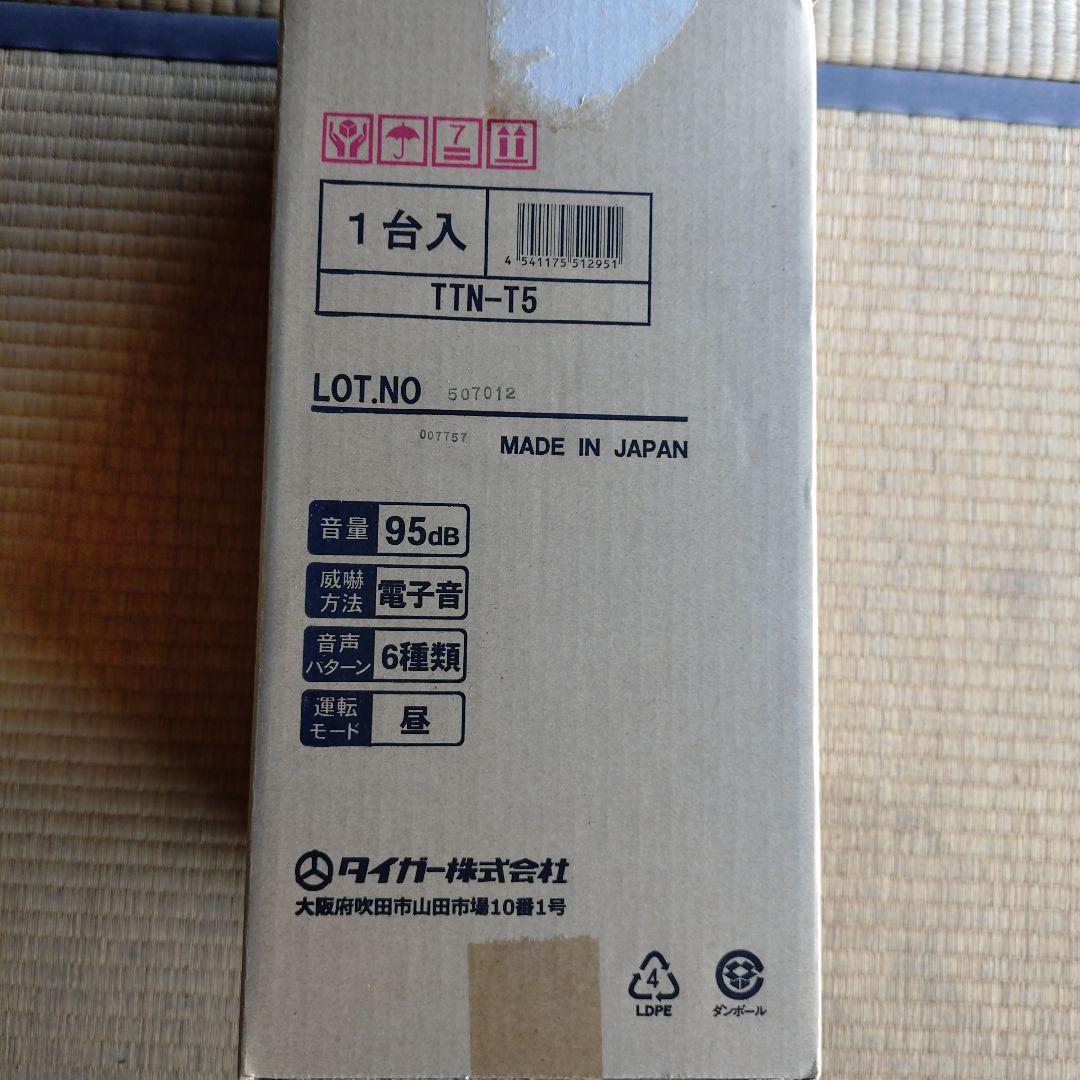 7
1台入
4 541175 512951
TTN-T5
LOT.NO 507012
007757 MADE IN JAPAN
音量 95dB
威嚇方法 電子音
音声パターン 6種類
運転モード 昼
タイガー株式会社
大阪府吹田市山田市場10番1号
4
LDPE
ダンボール